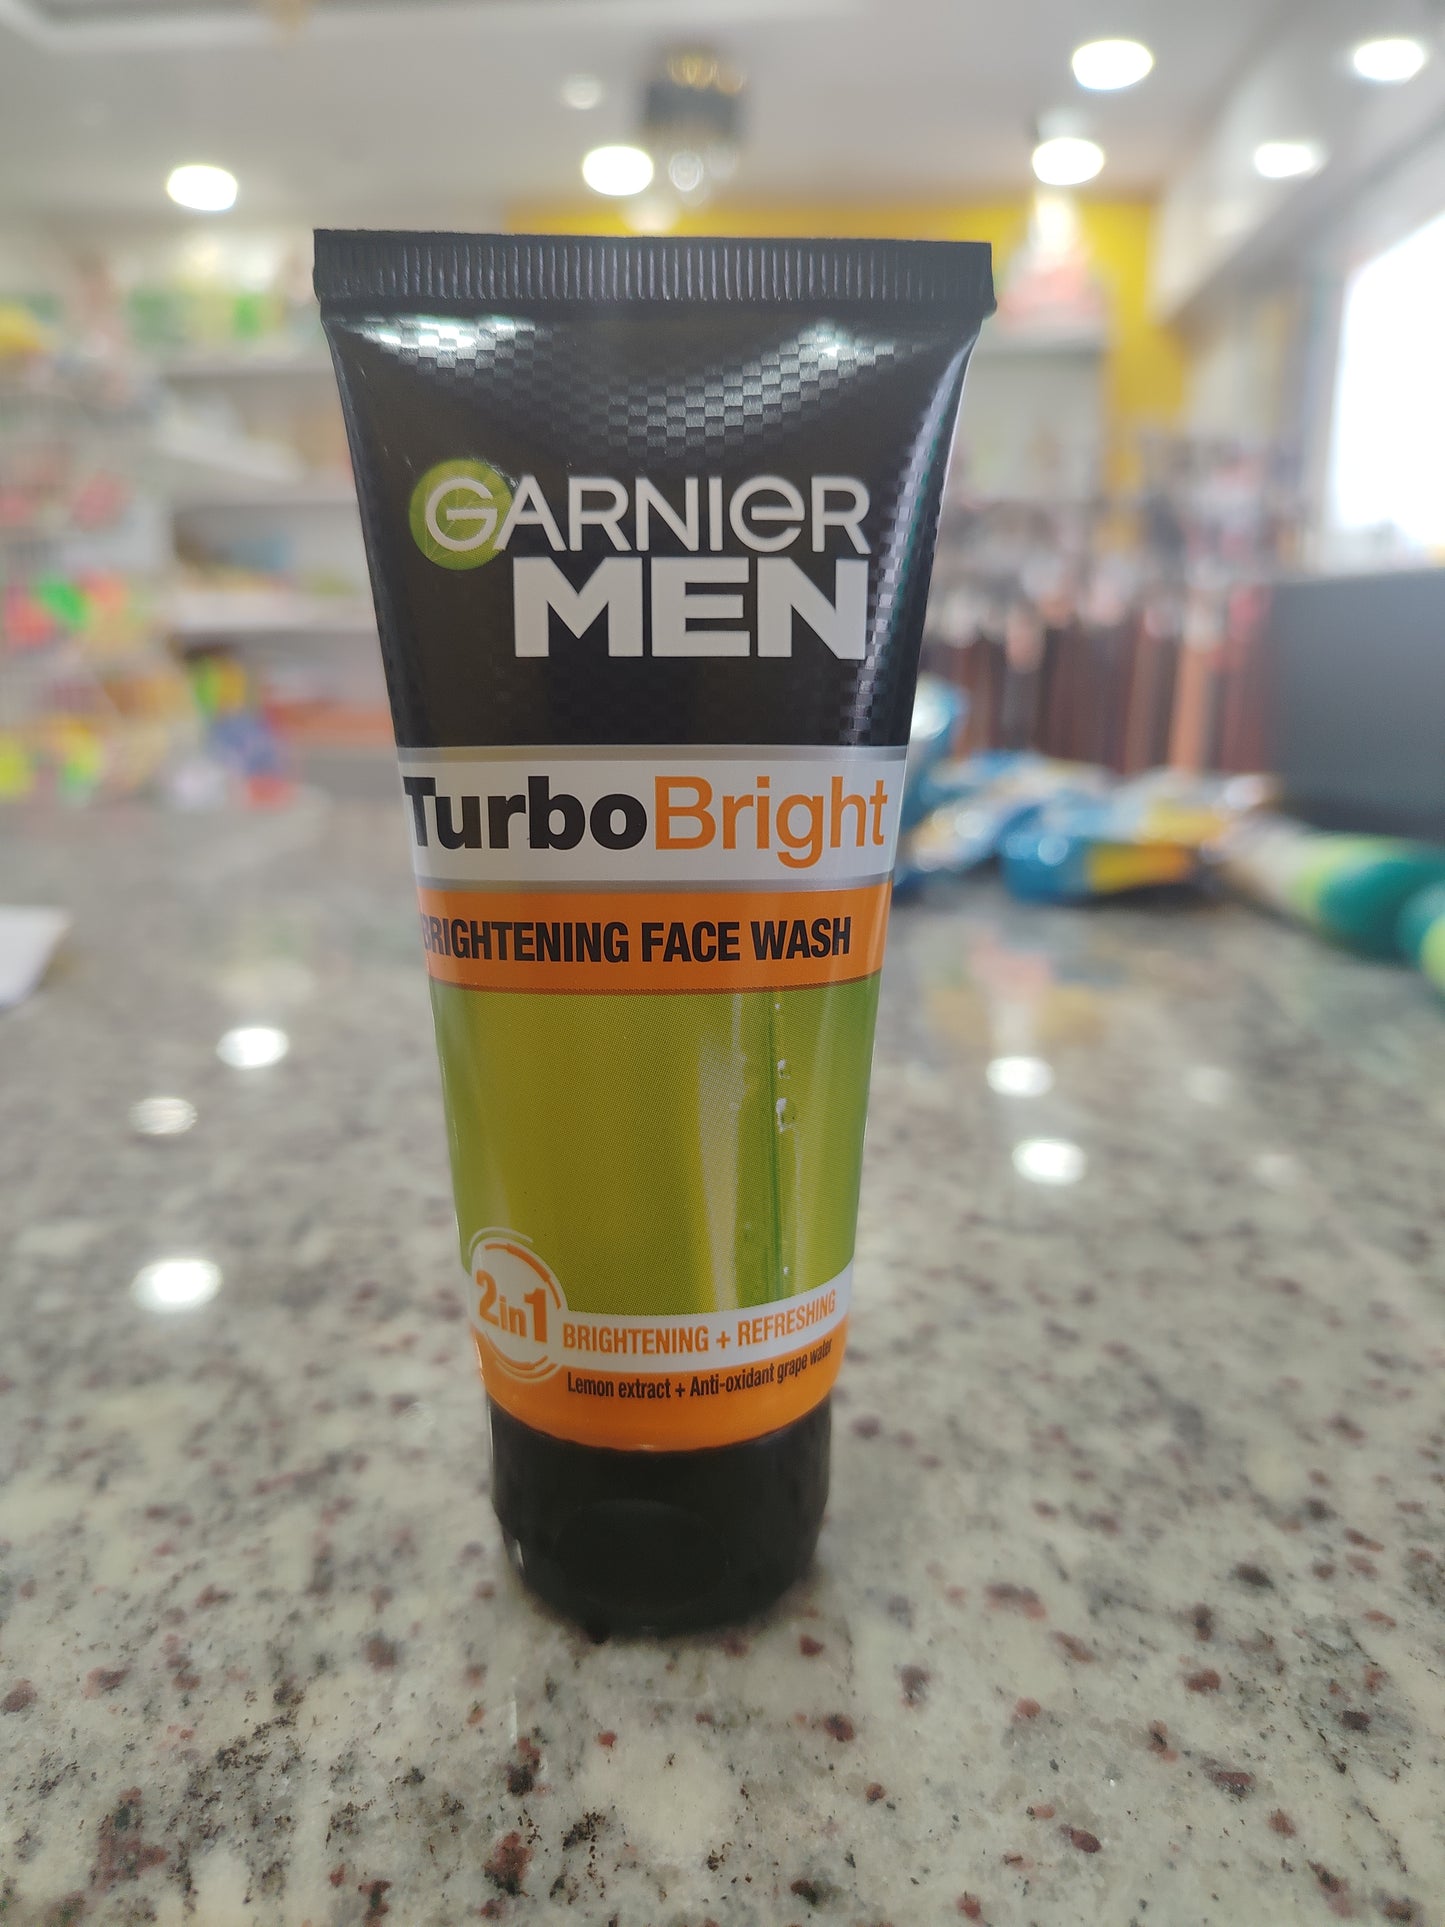 GARNIER
MEN
TurboBright
BRIGHTENING FACE WASH
2in1
BRIGHTENING + REFRESHING
Lemon extract + Anti-oxidant grape water